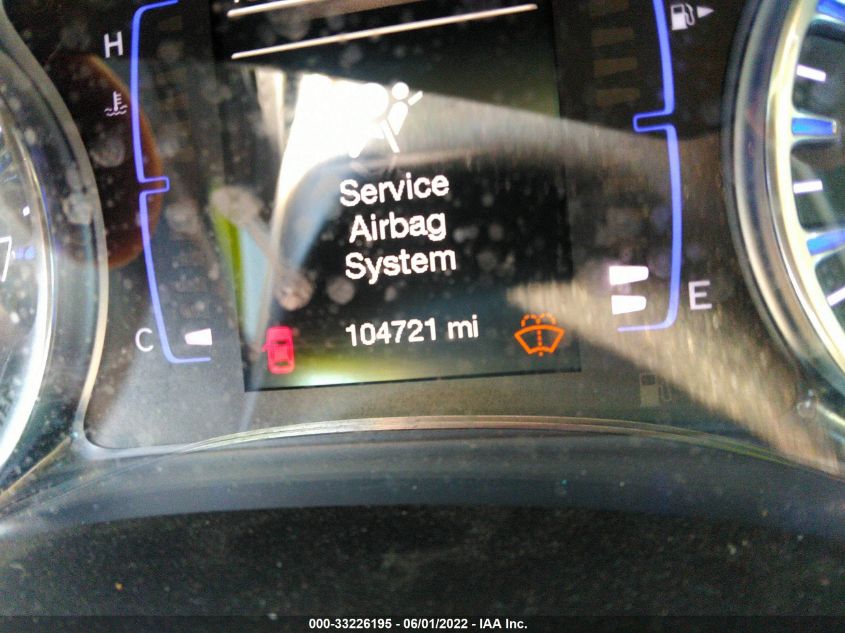 H
Service
Airbag
System
E
104721 mi
C
000-33226195 - 06/01/2022 - IAA Inc.